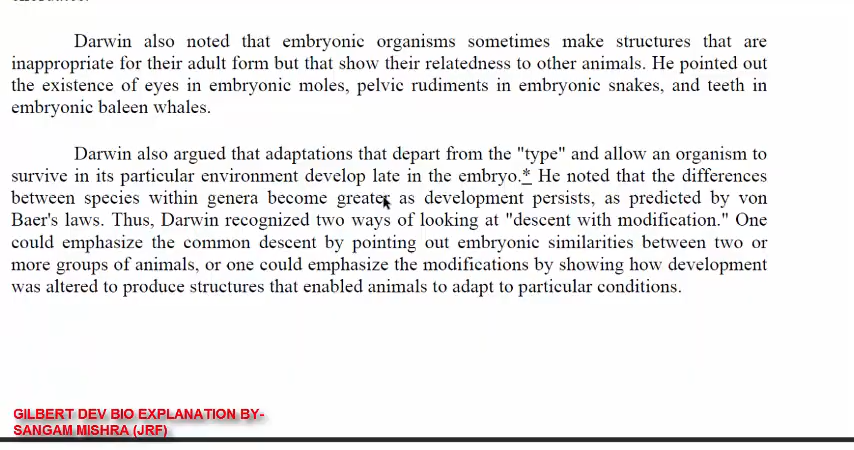 Darwin also noted that embryonic organisms sometimes make structures that are
inappropriate for their adult form but that show their relatedness to other animals. He pointed out
the existence of eyes in embryonic moles, pelvic rudiments in embryonic snakes, and teeth in
embryonic baleen whales.
Darwin also argued that adaptations that depart from the "type" and allow an organism to
survive in its particular environment develop late in the embryo.* He noted that the differences
between species within genera become greater as development persists, as predicted by von
Baer's laws. Thus, Darwin recognized two ways of looking at "descent with modification." One
could emphasize the common descent by pointing out embryonic similarities between two or
more groups of animals, or one could emphasize the modifications by showing how development
was altered to produce structures that enabled animals to adapt to particular conditions.
GILBERT DEV BIO EXPLANATION BY-
SANGAM MISHRA (JRF)